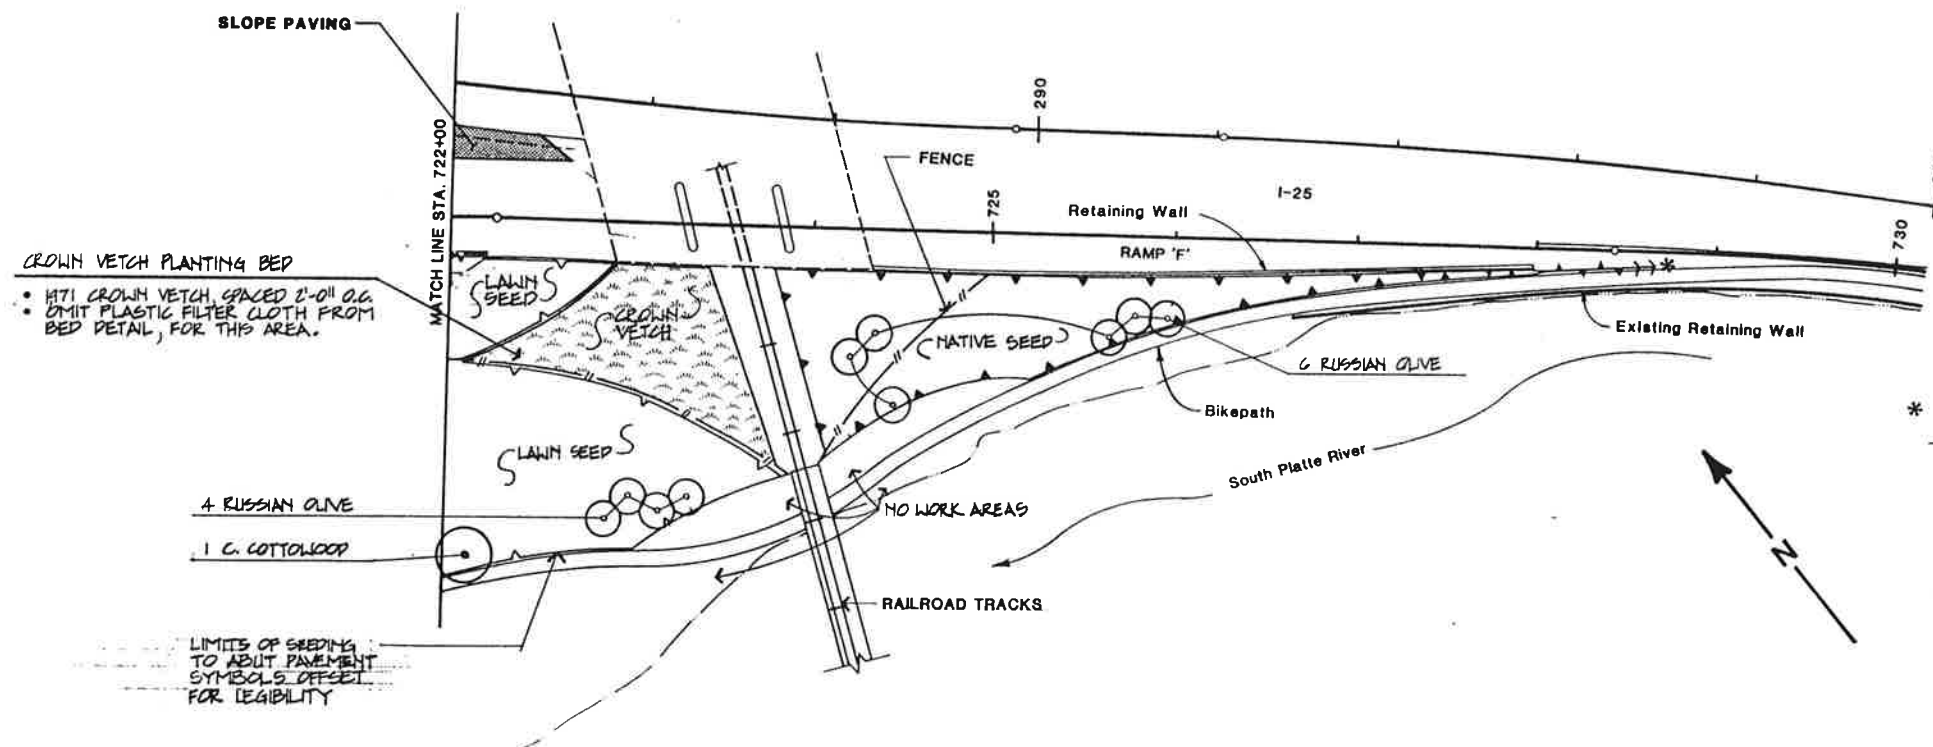 SLOPE PAVING
MATCH LINE STA. 722+00
290
FENCE
725
I-25
Retaining Wall
RAMP 'F'
730
*
CROWN VETCH PLANTING BED
• 1171 CROWN VETCH, SPACED 2'-0" O.C.
• OMIT PLASTIC FILTER CLOTH FROM
BED DETAIL, FOR THIS AREA.
LAWN
SEED
CROWN
VETCH
NATIVE SEED
Existing Retaining Wall
6 RUSSIAN OLIVE
Bikepath
*
LAWN SEED
South Platte River
4 RUSSIAN OLIVE
NO WORK AREAS
1 C. COTTOWOOD
N
RAILROAD TRACKS
LIMITS OF SEEDING
TO ABUT PAVEMENT
SYMBOLS OFFSET
FOR LEGIBILITY